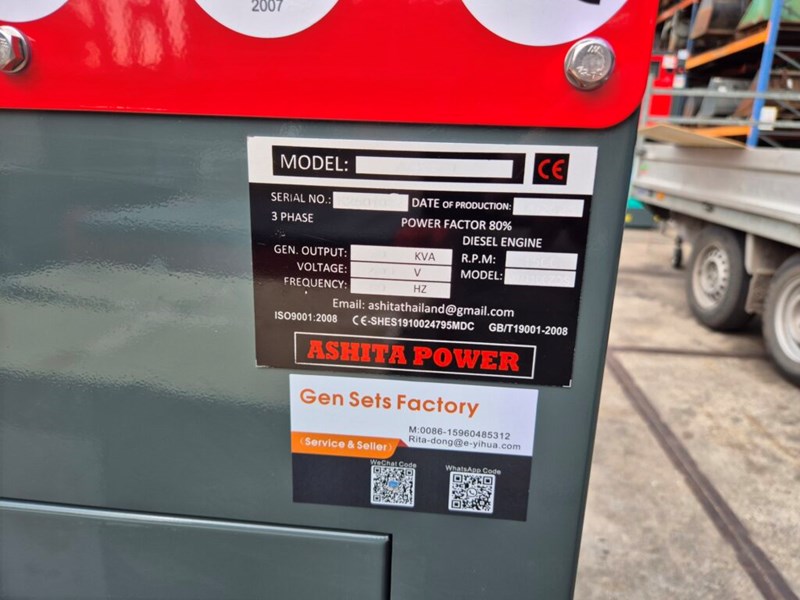 2007
MODEL: CE
SERIAL NO.: DATE OF PRODUCTION:
3 PHASE POWER FACTOR 80%
DIESEL ENGINE
GEN. OUTPUT: KVA R.P.M:
VOLTAGE: V MODEL:
FREQUENCY: HZ
Email: ashitathailand@gmail.com
ISO9001:2008 CE-SHES1910024795MDC GB/T19001-2008
ASHITA POWER
Gen Sets Factory
M:0086-15960485312
(Service & Seller) Rita-dong@e-yihua.com
WeChat Code WhatsApp Code